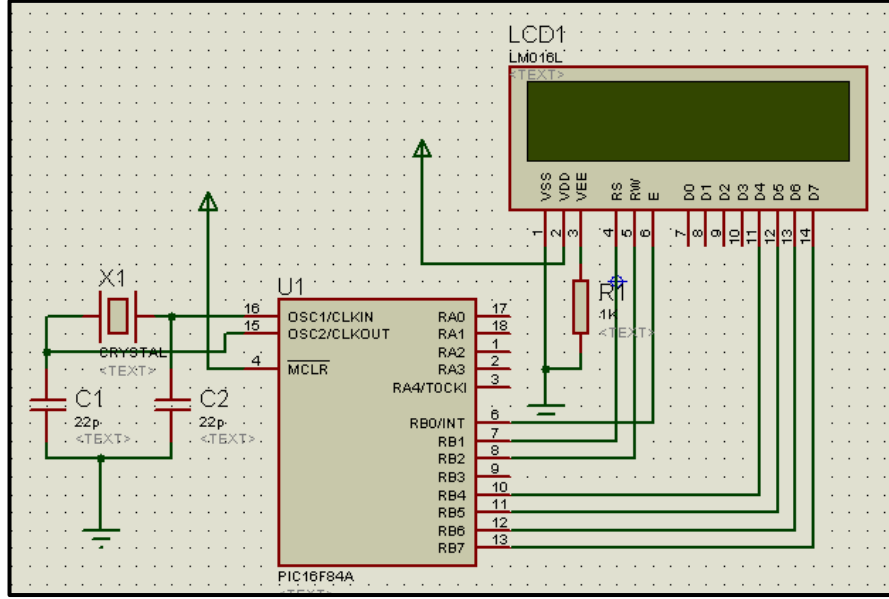 LCD1
LM016L
<TEXT>
VSS
VDD
VEE
RS
RW
E
D0
D1
D2
D3
D4
D5
D6
D7
1
2
3
4
5
6
7
8
9
10
11
12
13
14
X1
CRYSTAL
<TEXT>
C1
22p
<TEXT>
C2
22p
<TEXT>
R1
1k
<TEXT>
U1
16 OSC1/CLKIN
15 OSC2/CLKOUT
4 MCLR
RA0 17
RA1 18
RA2 1
RA3 2
RA4/T0CKI 3
RB0/INT 6
RB1 7
RB2 8
RB3 9
RB4 10
RB5 11
RB6 12
RB7 13
PIC16F84A
<TEXT>